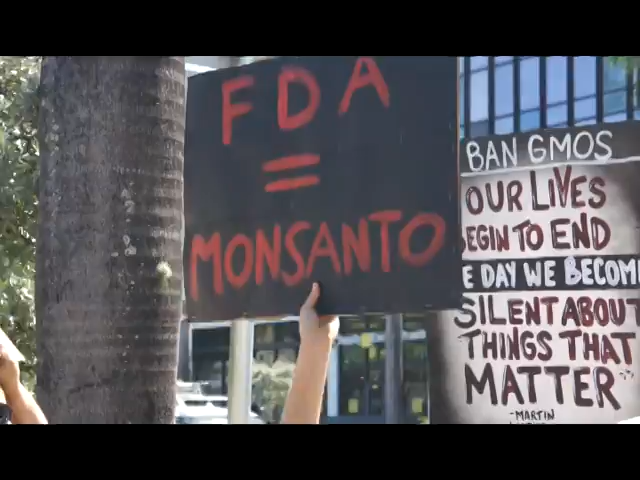 FDA
=
MONSANTO
BAN GMOS
OUR LIVES
EGIN TO END
E DAY WE BECOME
SILENT ABOUT
THINGS THAT
MATTER"
-MARTIN